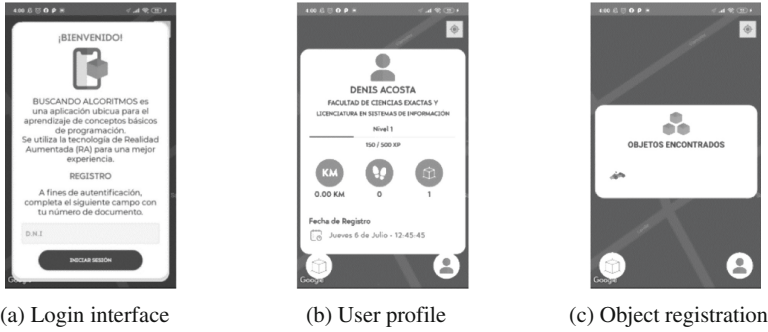 4:00
¡BIENVENIDO!
BUSCANDO ALGORITMOS es
una aplicación ubicua para el
aprendizaje de conceptos básicos
de programación.
Se utiliza la tecnología de Realidad
Aumentada (RA) para una mejor
experiencia.
REGISTRO
A fines de autentificación,
completa el siguiente campo con
tu número de documento.
D.N.I
INICIAR SESIÓN
Google
(a) Login interface
DENIS ACOSTA
FACULTAD DE CIENCIAS EXACTAS Y
LICENCIATURA EN SISTEMAS DE INFORMACIÓN
Nivel 1
150 / 500 XP
KM
0.00 KM 0 1
Fecha de Registro
Jueves 6 de Julio - 12:45:45
Google
(b) User profile
OBJETOS ENCONTRADOS
Google
(c) Object registration